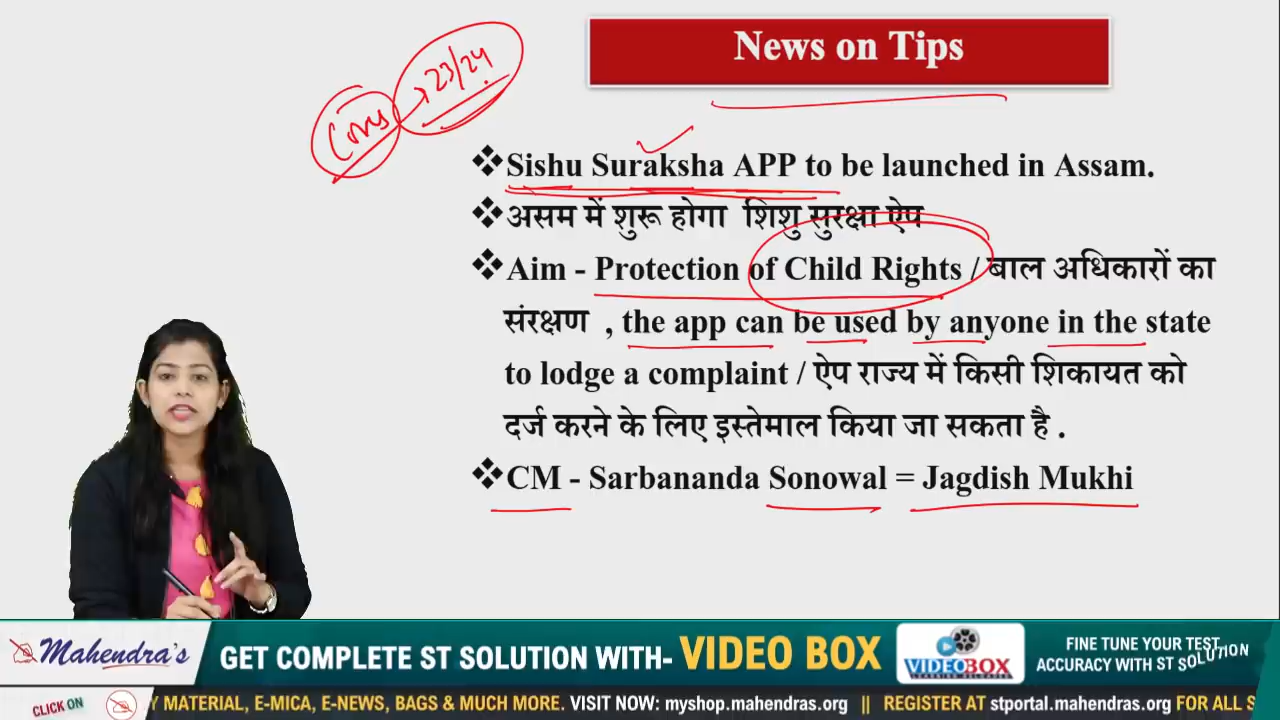 News on Tips
23/24
❖Sishu Suraksha APP to be launched in Assam.
❖असम में शुरू होगा शिशु सुरक्षा ऐप
❖Aim - Protection of Child Rights / बाल अधिकारों का
संरक्षण , the app can be used by anyone in the state
to lodge a complaint / ऐप राज्य में किसी शिकायत को
दर्ज करने के लिए इस्तेमाल किया जा सकता है .
❖CM - Sarbananda Sonowal = Jagdish Mukhi
Mahendra's
GET COMPLETE ST SOLUTION WITH- VIDEO BOX
VIDEOBOX
LEARNING RELOADED
FINE TUNE YOUR TEST
ACCURACY WITH ST SOLUTION
CLICK ON
Y MATERIAL, E-MICA, E-NEWS, BAGS & MUCH MORE. VISIT NOW: myshop.mahendras.org || REGISTER AT stportal.mahendras.org FOR ALL S